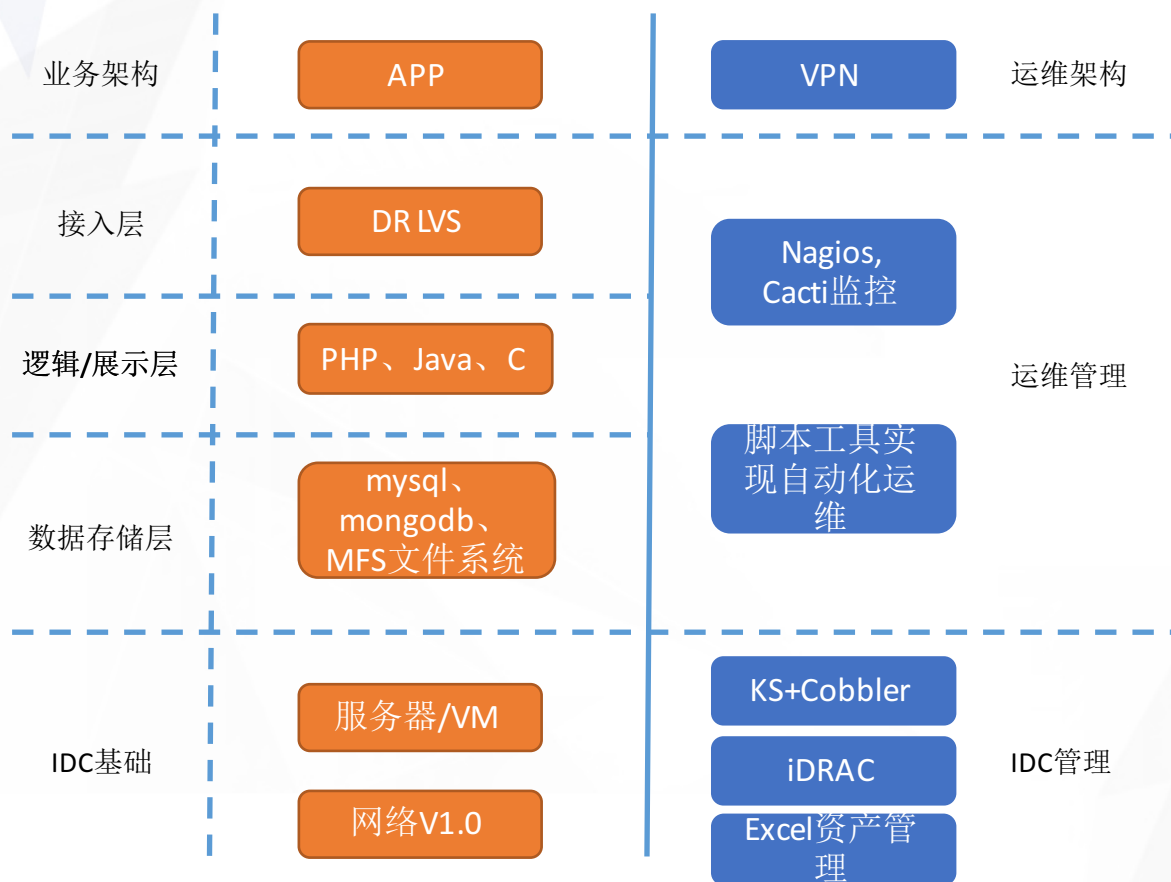 业务架构
APP
VPN
运维架构
接入层
DR LVS
Nagios,
Cacti监控
逻辑/展示层
PHP、Java、C
运维管理
数据存储层
mysql、
mongodb、
MFS文件系统
脚本工具实
现自动化运
维
IDC基础
服务器/VM
网络V1.0
KS+Cobbler
iDRAC
Excel资产管
理
IDC管理